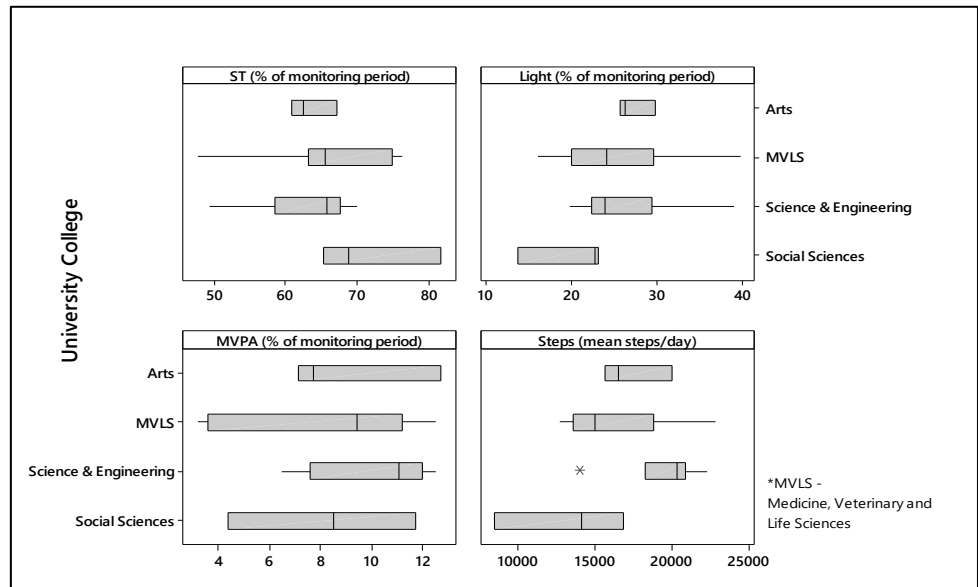 ST (% of monitoring period)
Light (% of monitoring period)
Arts
MVLS
Science & Engineering
Social Sciences
50 60 70 80
10 20 30 40
University College
MVPA (% of monitoring period)
Steps (mean steps/day)
Arts
MVLS
Science & Engineering
Social Sciences
4 6 8 10 12
10000 15000 20000 25000
*MVLS -
Medicine, Veterinary and
Life Sciences